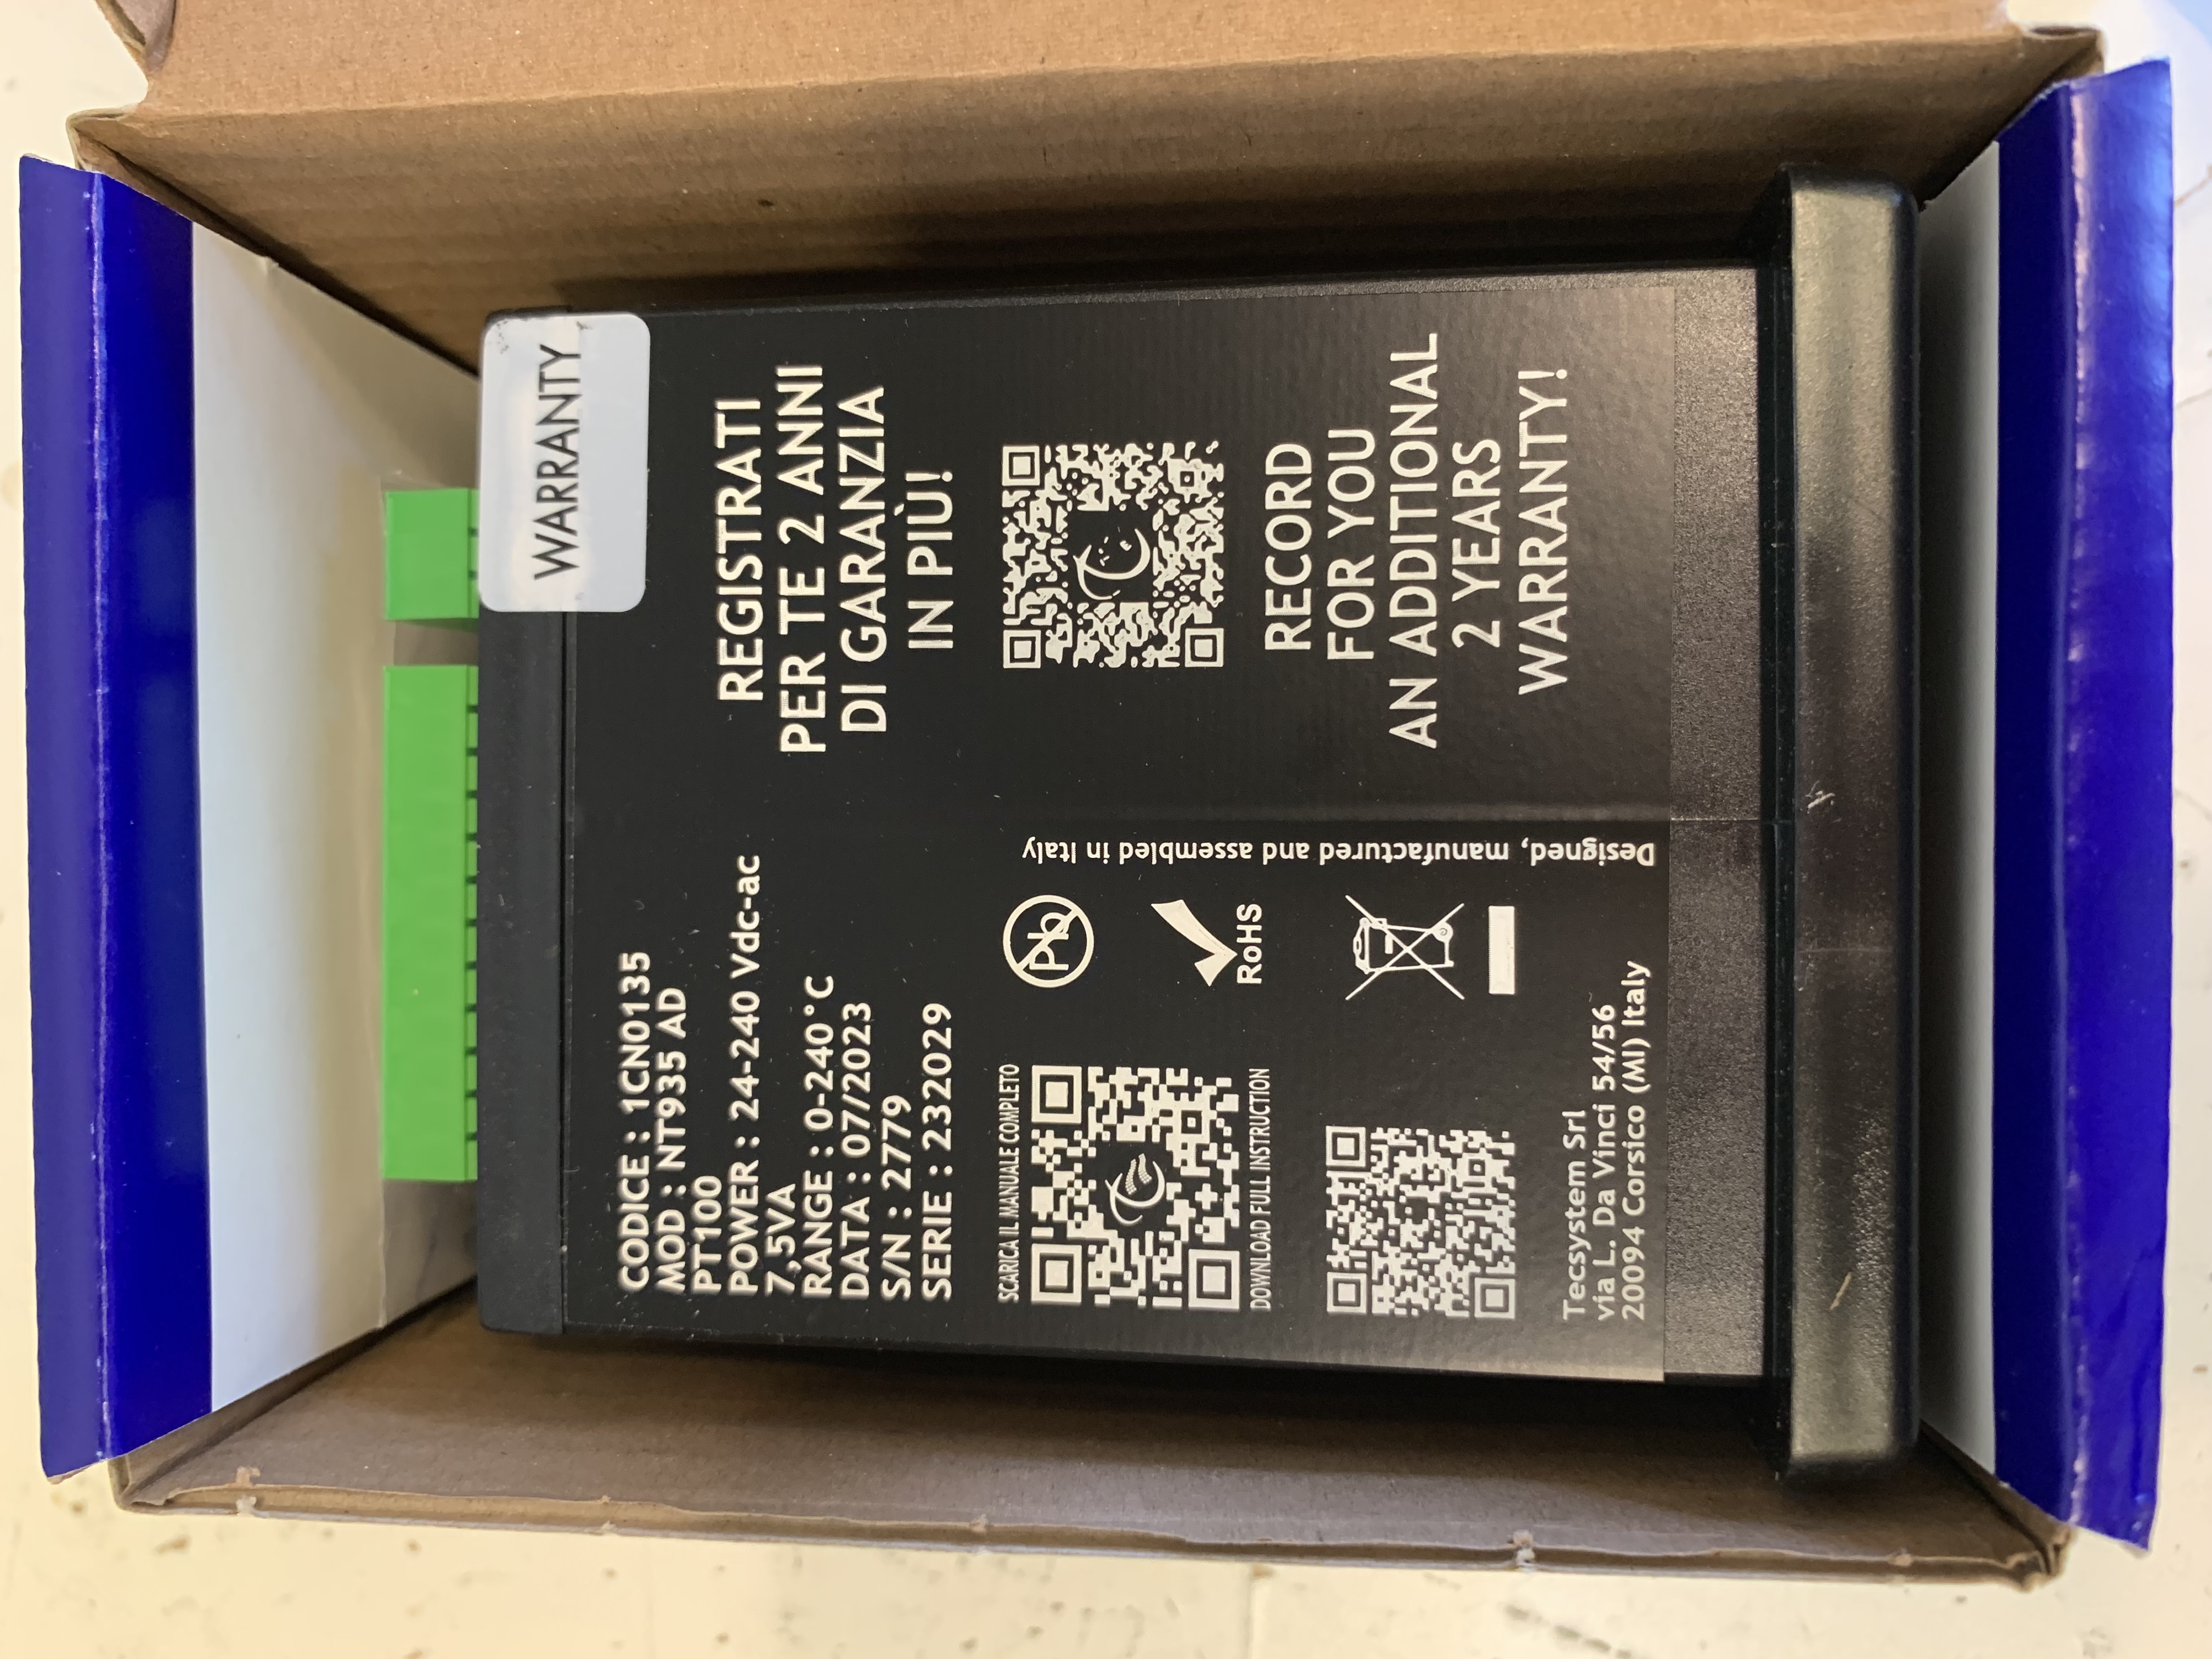 WARRANTY
CODICE : 1CN0135
MOD : NT935 AD
PT100
POWER : 24-240 Vdc-ac
7,5VA
RANGE : 0-240°C
DATA : 07/2023
S/N : 2779
SERIE : 232029
SCARICA IL MANUALE COMPLETO
DOWNLOAD FULL INSTRUCTION
Tecsystem Srl
via L. Da Vinci 54/56
20094 Corsico (MI) Italy
Pb
RoHS
Designed, manufactured and assembled in Italy
REGISTRATI
PER TE 2 ANNI
DI GARANZIA
IN PIÙ!
RECORD
FOR YOU
AN ADDITIONAL
2 YEARS
WARRANTY!